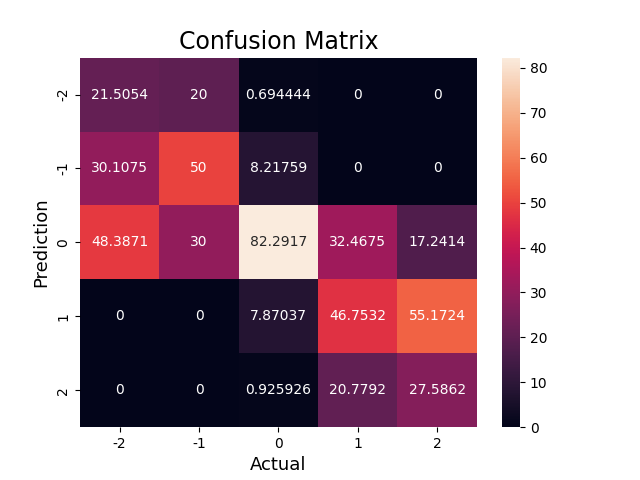 Confusion Matrix
Prediction
-2 21.5054 20 0.694444 0 0
-1 30.1075 50 8.21759 0 0
0 48.3871 30 82.2917 32.4675 17.2414
1 0 0 7.87037 46.7532 55.1724
2 0 0 0.925926 20.7792 27.5862
-2 -1 0 1 2
Actual
80
70
60
50
40
30
20
10
0